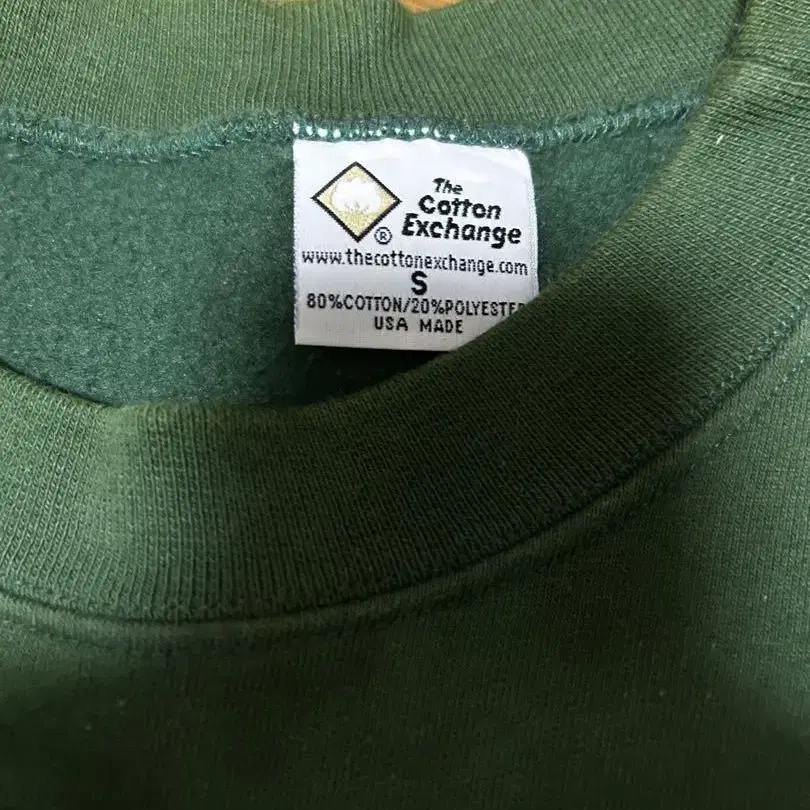 The
Cotton
Exchange
®
www.thecottonexchange.com
S
80%COTTON/20%POLYESTER
USA MADE